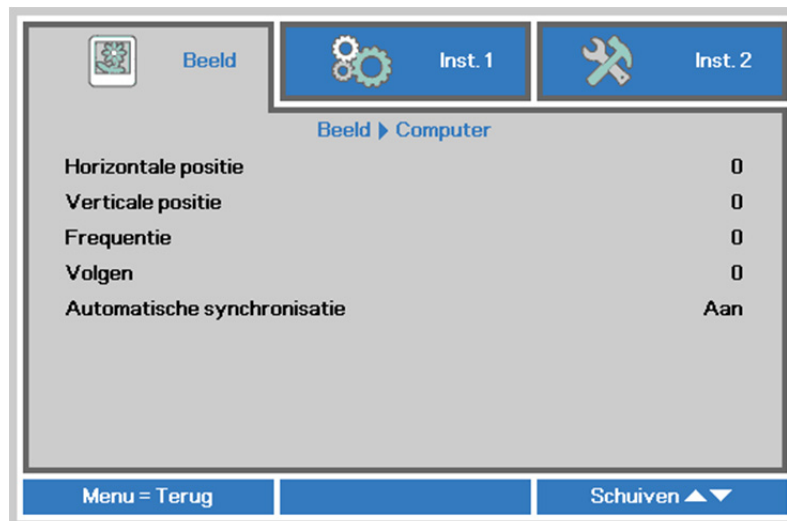 Beeld Inst. 1 Inst. 2
Beeld ▶ Computer
Horizontale positie 0
Verticale positie 0
Frequentie 0
Volgen 0
Automatische synchronisatie Aan
Menu = Terug Schuiven ▲▼